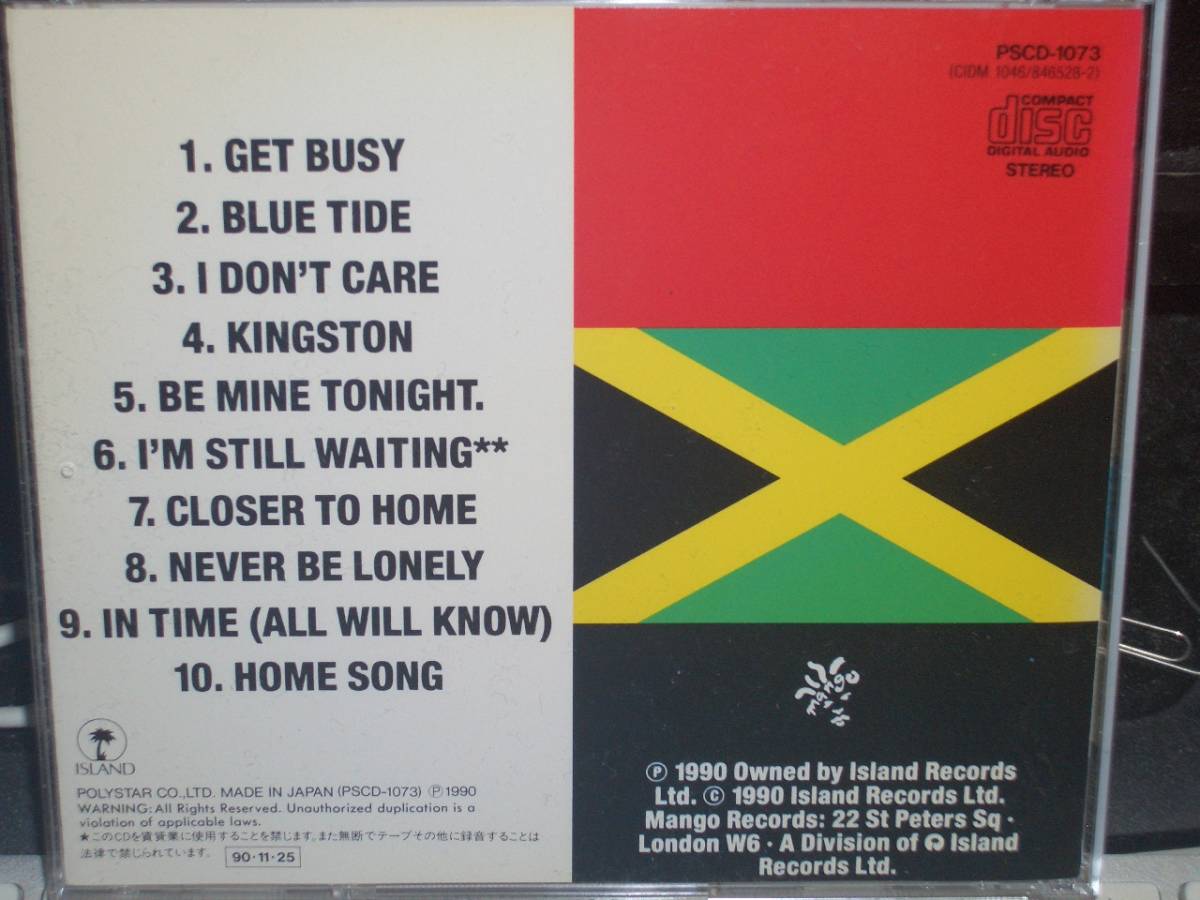 1. GET BUSY
2. BLUE TIDE
3. I DON'T CARE
4. KINGSTON
5. BE MINE TONIGHT.
6. I'M STILL WAITING**
7. CLOSER TO HOME
8. NEVER BE LONELY
9. IN TIME (ALL WILL KNOW)
10. HOME SONG
ISLAND
POLYSTAR CO.,LTD. MADE IN JAPAN (PSCD-1073) Ⓟ 1990
WARNING: All Rights Reserved. Unauthorized duplication is a
violation of applicable laws.
★このCDを賃貸業に使用することを禁じます。また無断でテープその他に録音することは
法律で禁じられています。 90・11・25
PSCD-1073
(CIDM 1046/846528-2)
COMPACT
disc
DIGITAL AUDIO
STEREO
mango
Ⓟ 1990 Owned by Island Records
Ltd. © 1990 Island Records Ltd.
Mango Records: 22 St Peters Sq ·
London W6 · A Division of Island
Records Ltd.